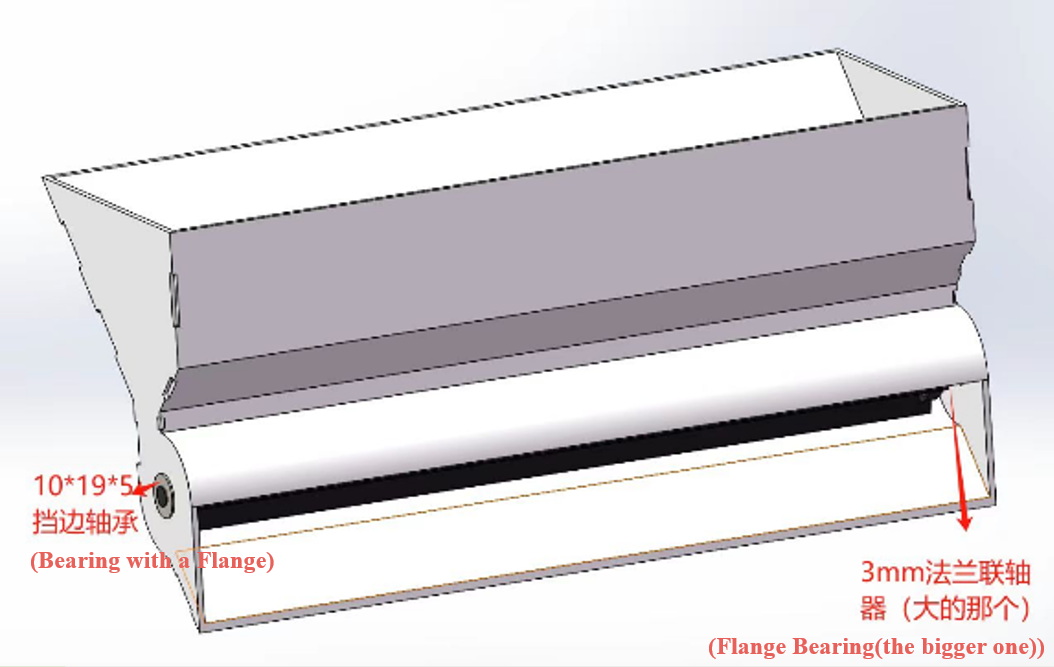 10*19*5
挡边轴承
(Bearing with a Flange)
3mm法兰联轴
器（大的那个）
(Flange Bearing(the bigger one))